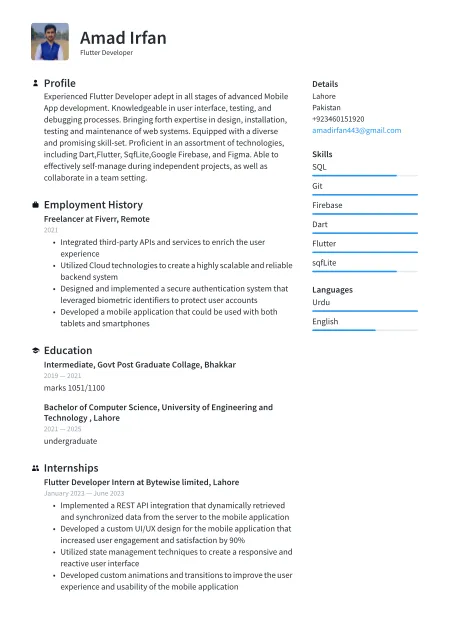 Amad Irfan
Flutter Developer
Profile
Experienced Flutter Developer adept in all stages of advanced Mobile
App development. Knowledgeable in user interface, testing, and
debugging processes. Bringing forth expertise in design, installation,
testing and maintenance of web systems. Equipped with a diverse
and promising skill-set. Proficient in an assortment of technologies,
including Dart,Flutter, SqfLite,Google Firebase, and Figma. Able to
effectively self-manage during independent projects, as well as
collaborate in a team setting.
Employment History
Freelancer at Fiverr, Remote
2021
• Integrated third-party APIs and services to enrich the user
experience
• Utilized Cloud technologies to create a highly scalable and reliable
backend system
• Designed and implemented a secure authentication system that
leveraged biometric identifiers to protect user accounts
• Developed a mobile application that could be used with both
tablets and smartphones
Education
Intermediate, Govt Post Graduate Collage, Bhakkar
2019 — 2021
marks 1051/1100
Bachelor of Computer Science, University of Engineering and
Technology , Lahore
2021 — 2025
undergraduate
Internships
Flutter Developer Intern at Bytewise limited, Lahore
January 2023 — June 2023
• Implemented a REST API integration that dynamically retrieved
and synchronized data from the server to the mobile application
• Developed a custom UI/UX design for the mobile application that
increased user engagement and satisfaction by 90%
• Utilized state management techniques to create a responsive and
reactive user interface
• Developed custom animations and transitions to improve the user
experience and usability of the mobile application
Details
Lahore
Pakistan
+923460151920
amadirfan443@gmail.com
Skills
SQL
Git
Firebase
Dart
Flutter
sqfLite
Languages
Urdu
English